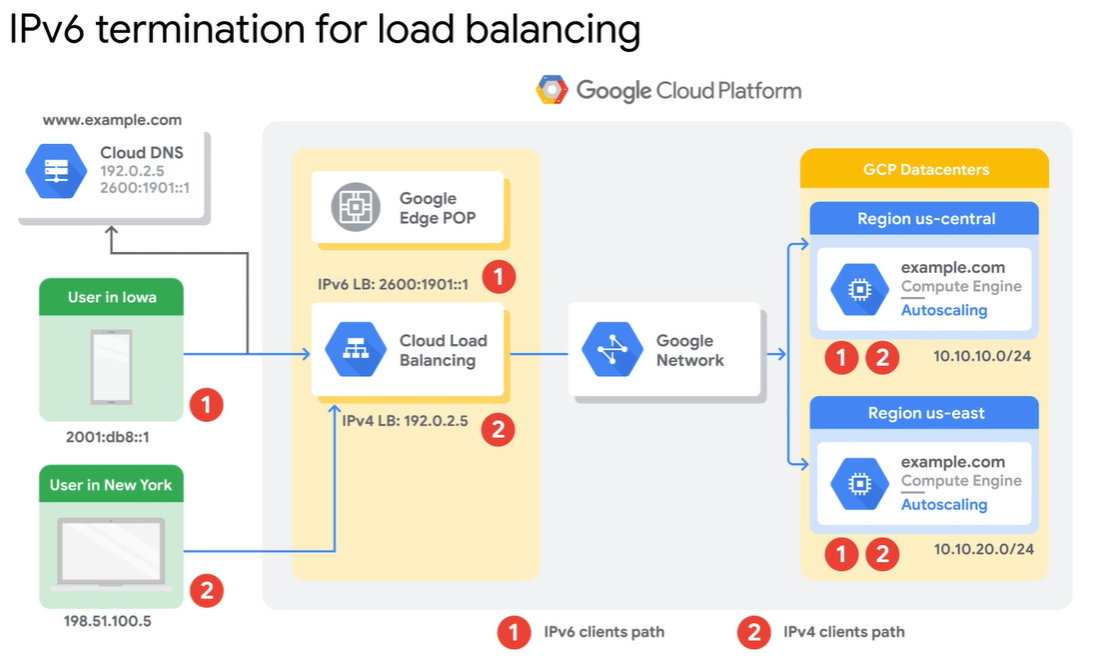 IPv6 termination for load balancing
Google Cloud Platform
www.example.com
Cloud DNS
192.0.2.5
2600:1901::1
Google
Edge POP
IPv6 LB: 2600:1901::1
1
Cloud Load
Balancing
IPv4 LB: 192.0.2.5
2
User in Iowa
1
2001:db8::1
User in New York
2
198.51.100.5
Google
Network
GCP Datacenters
Region us-central
example.com
Compute Engine
Autoscaling
1 2
10.10.10.0/24
Region us-east
example.com
Compute Engine
Autoscaling
1 2
10.10.20.0/24
1 IPv6 clients path
2 IPv4 clients path